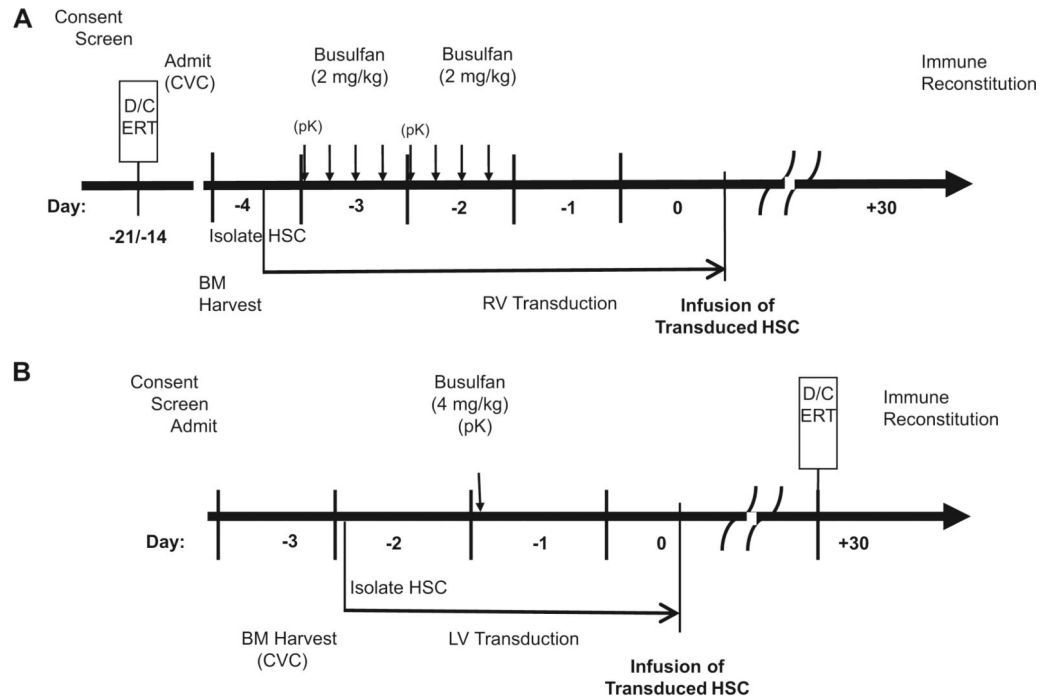 A
Consent
Screen
Admit
(CVC)
D/C
ERT
Busulfan
(2 mg/kg)
Busulfan
(2 mg/kg)
Immune
Reconstitution
(pK)
(pK)
Day:
-4
-3
-2
-1
0
+30
-21/-14
Isolate HSC
BM
Harvest
RV Transduction
Infusion of
Transduced HSC
B
Consent
Screen
Admit
Busulfan
(4 mg/kg)
(pK)
D/C
ERT
Immune
Reconstitution
Day:
-3
-2
-1
0
+30
Isolate HSC
BM Harvest
(CVC)
LV Transduction
Infusion of
Transduced HSC